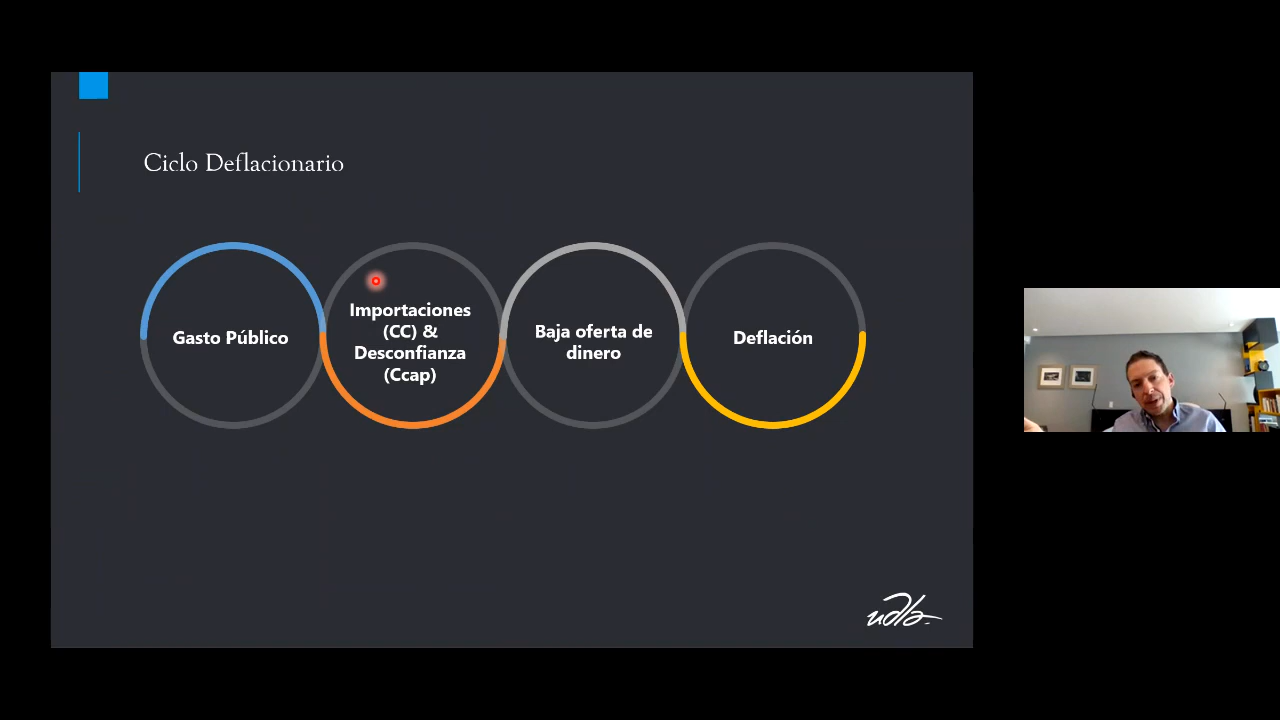 Ciclo Deflacionario
Gasto Público
Importaciones
(CC) &
Desconfianza
(Ccap)
Baja oferta de
dinero
Deflación
udla-